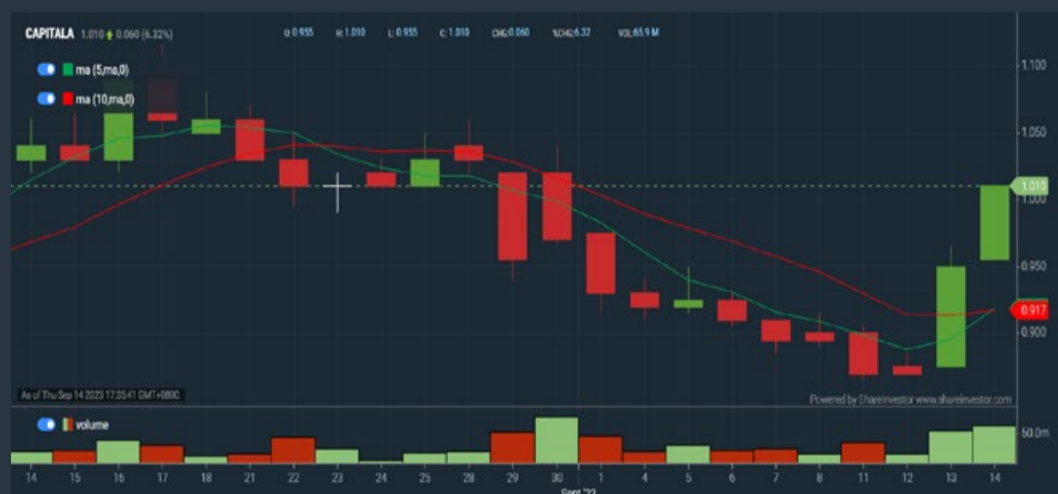 CAPITALA 1.010 0.060 (6.32%) O:0.955 H:1.010 L:0.955 C:1.010 CHG:0.060 %CHG:6.32 VOL:65.9 M
ma (5,ma,0)
ma (10,ma,0)
1.100
1.050
1.010
1.000
0.950
0.917
0.900
As of Thu Sep 14 2023 17:35:41 GMT+0800
Powered by ShareInvestor www.shareinvestor.com
volume
50.0m
14 15 16 17 18 21 22 23 24 25 28 29 30 1 4 5 6 7 8 11 12 13 14
Sept '23